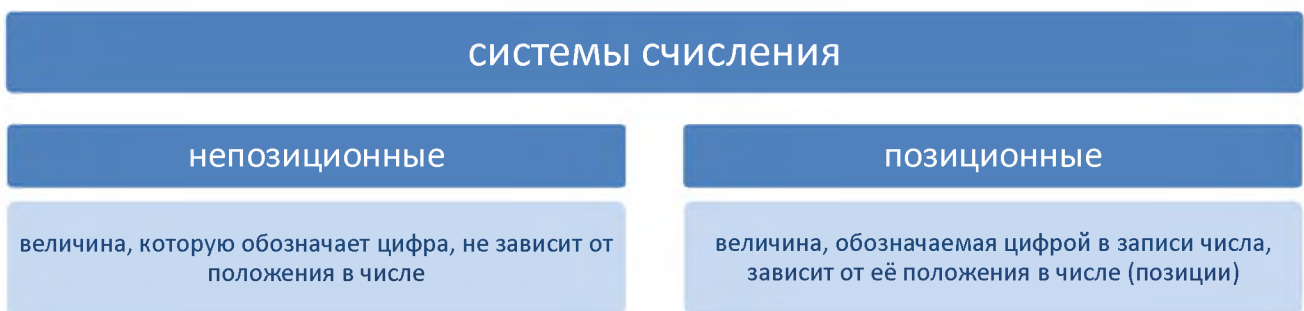 системы счисления
непозиционные
позиционные
величина, которую обозначает цифра, не зависит от
положения в числе
величина, обозначаемая цифрой в записи числа,
зависит от её положения в числе (позиции)